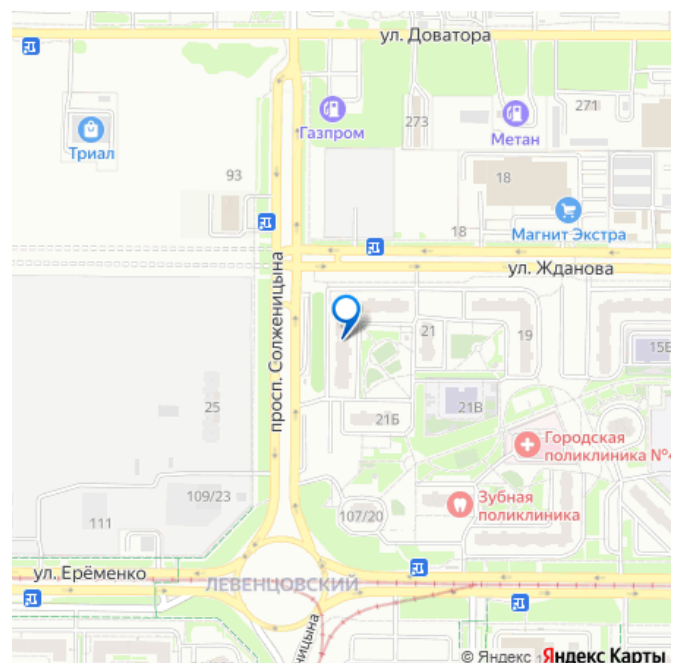 ул. Доватора
Газпром
273
Метан
271
Триал
93
18
Магнит Экстра
18
ул. Жданова
просп. Солженицына
21
19
15В
25
21Б
21В
Городская
поликлиника №
109/23
111
107/20
Зубная
поликлиника
ул. Ерёменко
ЛЕВЕНЦОВСКИЙ
© Яндекс
Яндекс Карты